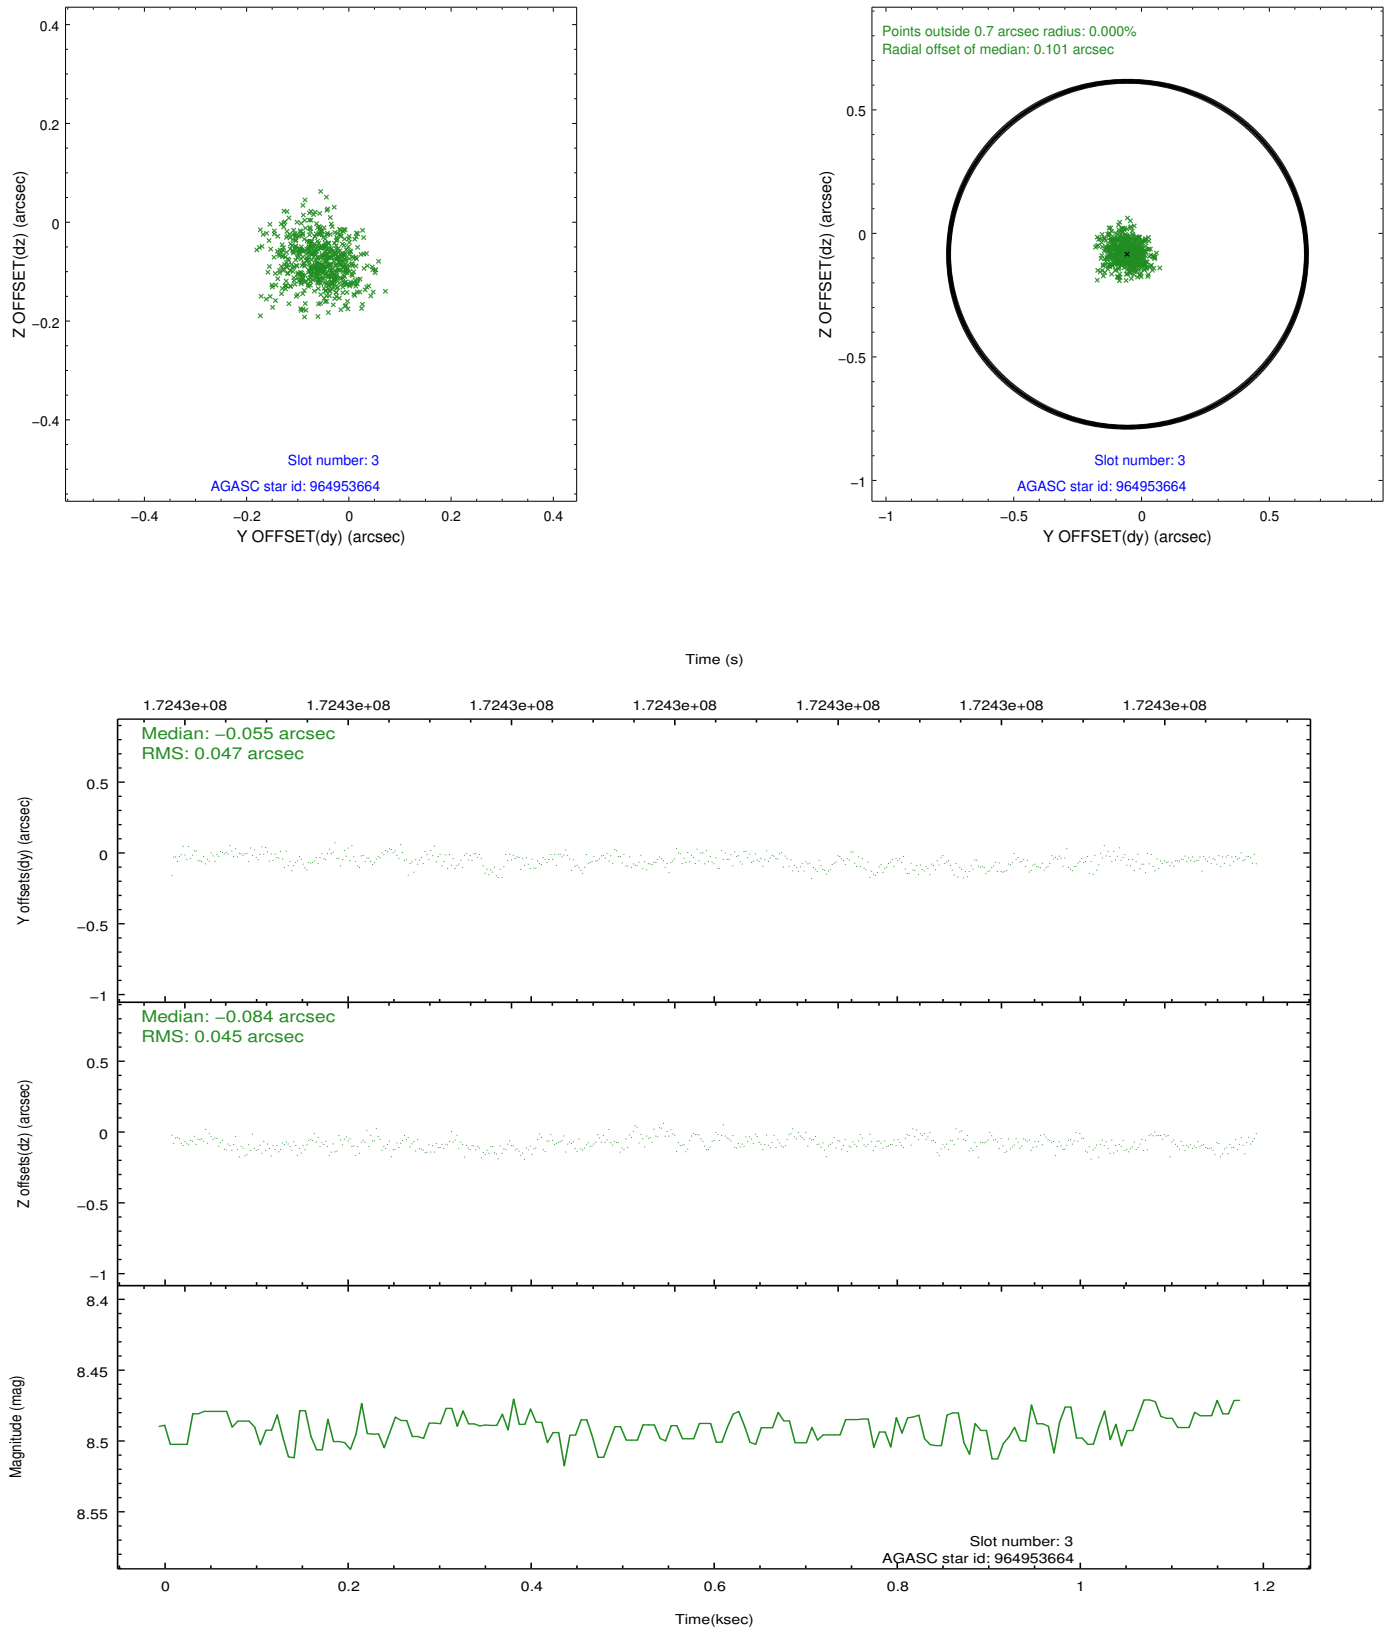 0.4
0.2
0
−0.2
−0.4
Z OFFSET(dz) (arcsec)
Slot number: 3
AGASC star id: 964953664
−0.4 −0.2 0 0.2 0.4
Y OFFSET(dy) (arcsec)
Points outside 0.7 arcsec radius: 0.000%
Radial offset of median: 0.101 arcsec
0.5
0
−0.5
−1
Z OFFSET(dz) (arcsec)
Slot number: 3
AGASC star id: 964953664
−1 −0.5 0 0.5
Y OFFSET(dy) (arcsec)
Time (s)
1.7243e+08 1.7243e+08 1.7243e+08 1.7243e+08 1.7243e+08 1.7243e+08 1.7243e+08
Median: −0.055 arcsec
RMS: 0.047 arcsec
0.5
0
−0.5
−1
Y offsets(dy) (arcsec)
Median: −0.084 arcsec
RMS: 0.045 arcsec
0.5
0
−0.5
−1
Z offsets(dz) (arcsec)
8.4
8.45
8.5
8.55
Magnitude (mag)
Slot number: 3
AGASC star id: 964953664
0 0.2 0.4 0.6 0.8 1 1.2
Time(ksec)